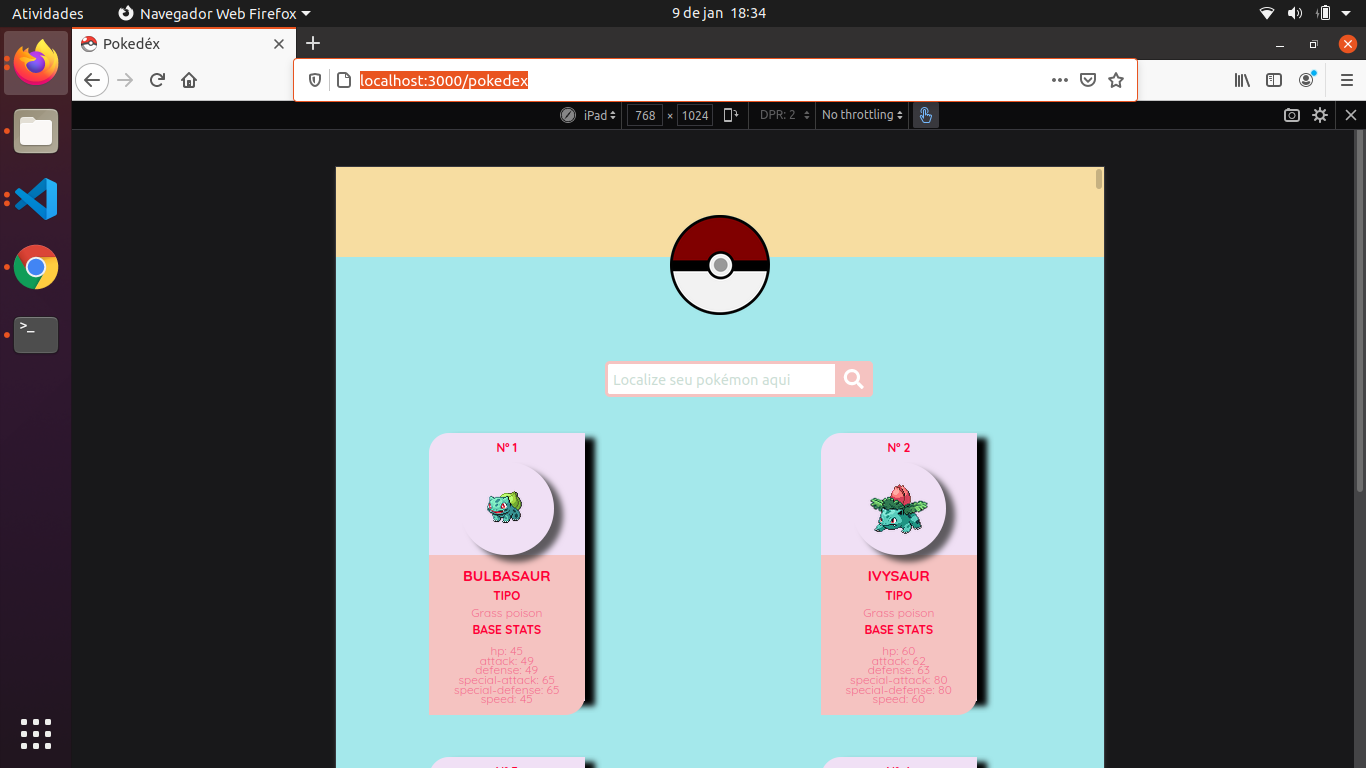 Atividades Navegador Web Firefox 9 de jan 18:34
Pokedéx
localhost:3000/pokedex
iPad 768 × 1024 DPR: 2 No throttling
Localize seu pokémon aqui
Nº 1
BULBASAUR
TIPO
Grass poison
BASE STATS
hp: 45
attack: 49
defense: 49
special-attack: 65
special-defense: 65
speed: 45
Nº 2
IVYSAUR
TIPO
Grass poison
BASE STATS
hp: 60
attack: 62
defense: 63
special-attack: 80
special-defense: 80
speed: 60